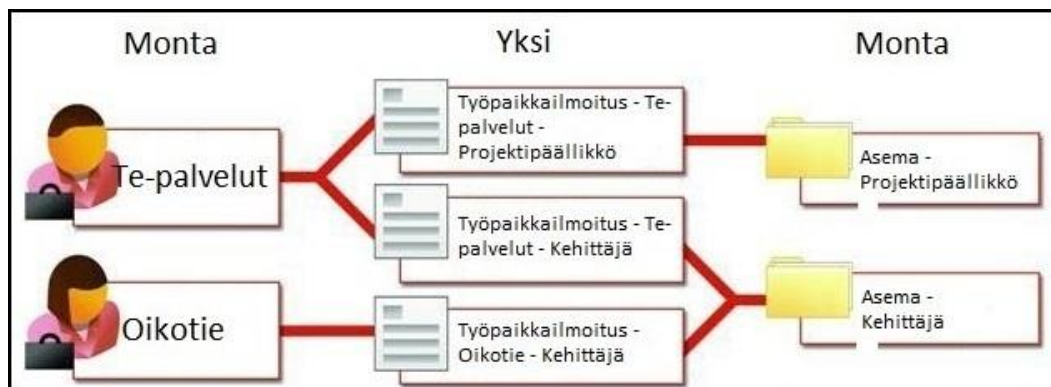 Monta
Yksi
Monta
Te-palvelut
Työpaikkailmoitus - Te-
palvelut -
Projektipäällikkö
Asema -
Projektipäällikkö
Työpaikkailmoitus - Te-
palvelut - Kehittäjä
Oikotie
Työpaikkailmoitus -
Oikotie - Kehittäjä
Asema -
Kehittäjä